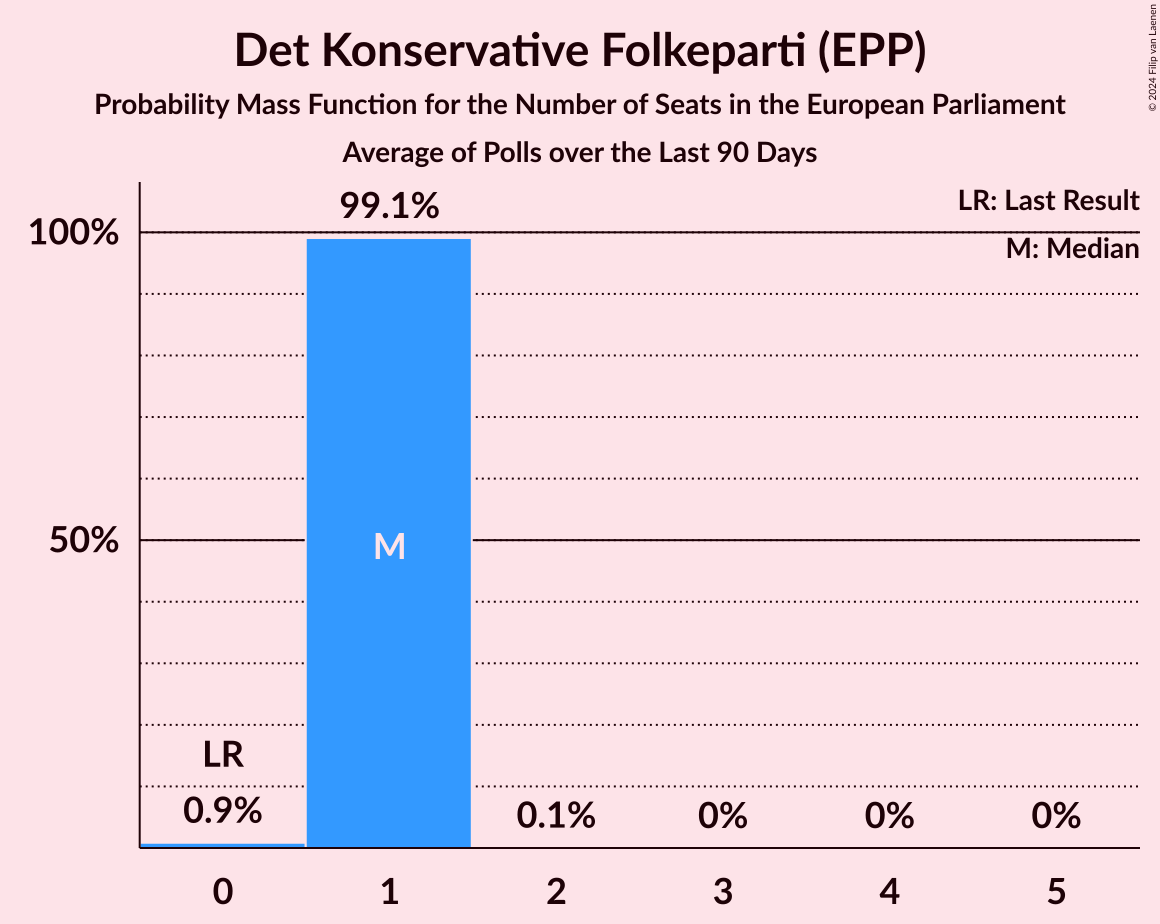 Det Konservative Folkeparti (EPP)
Probability Mass Function for the Number of Seats in the European Parliament
Average of Polls over the Last 90 Days
© 2024 Filip van Laenen
LR: Last Result
M: Median
99.1%
100%
50%
M
LR
0.9%
0.1%
0%
0%
0%
0 1 2 3 4 5